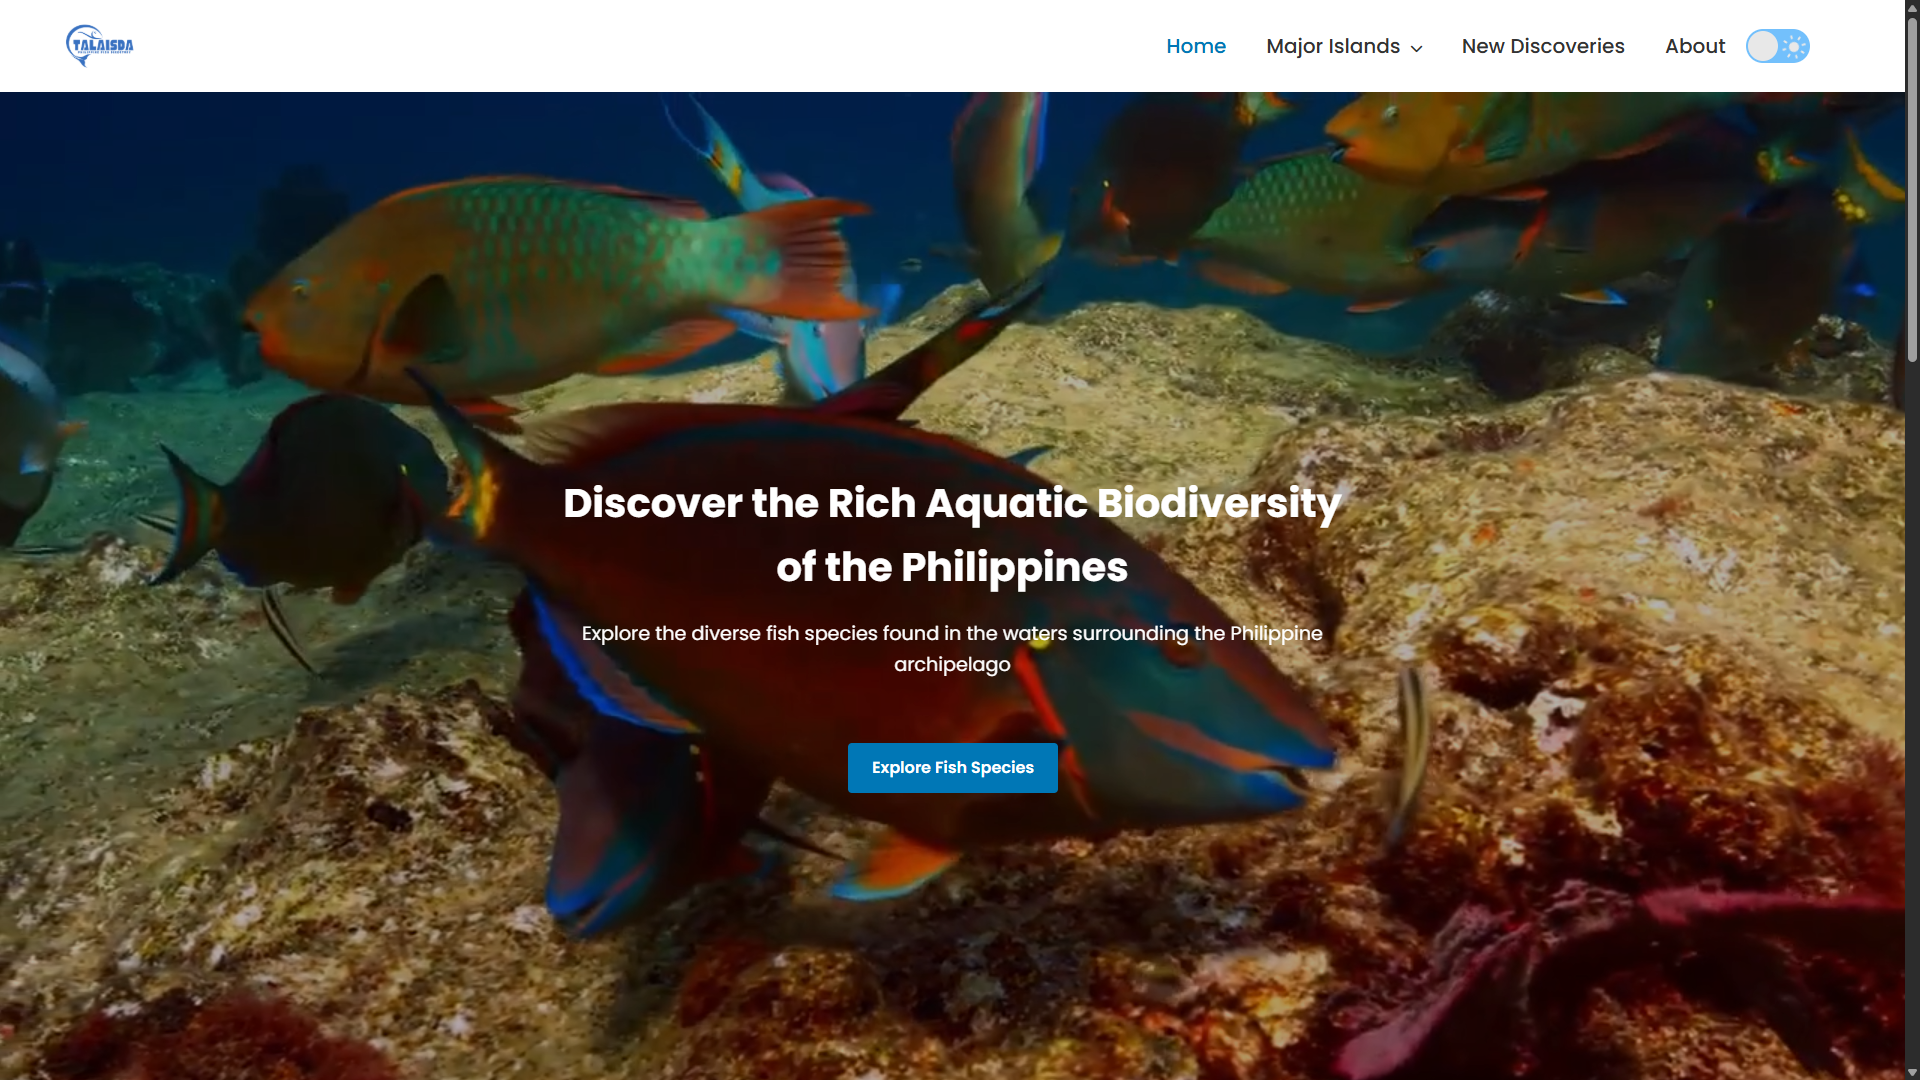 TALAISDA
Home
Major Islands
New Discoveries
About
Discover the Rich Aquatic Biodiversity
of the Philippines
Explore the diverse fish species found in the waters surrounding the Philippine
archipelago
Explore Fish Species